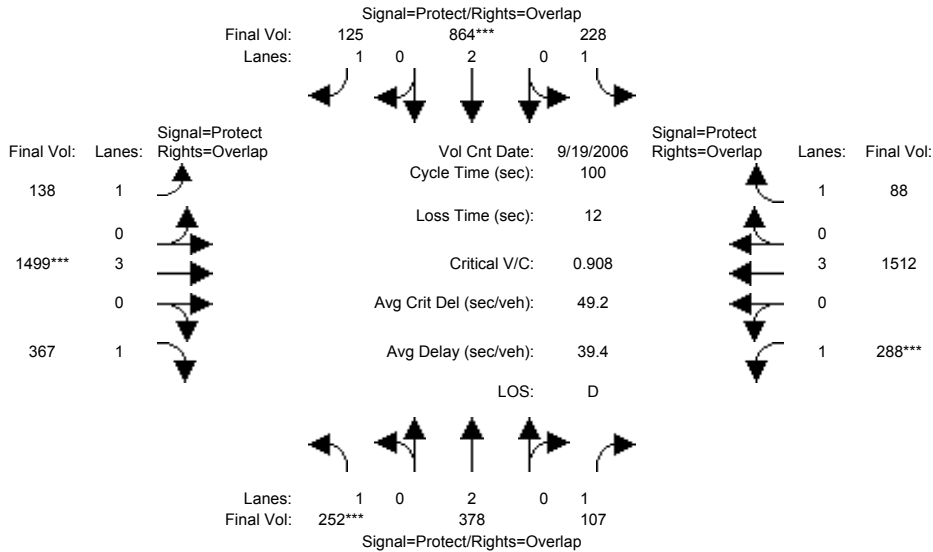 Signal=Protect/Rights=Overlap
Final Vol: 125 864*** 228
Lanes: 1 0 2 0 1
Signal=Protect Signal=Protect
Final Vol: Lanes: Rights=Overlap Vol Cnt Date: 9/19/2006 Rights=Overlap Lanes: Final Vol:
Cycle Time (sec): 100
138 1 1 88
Loss Time (sec): 12
0 0
1499*** 3 Critical V/C: 0.908 3 1512
0 Avg Crit Del (sec/veh): 49.2 0
367 1 Avg Delay (sec/veh): 39.4 1 288***
LOS: D
Lanes: 1 0 2 0 1
Final Vol: 252*** 378 107
Signal=Protect/Rights=Overlap